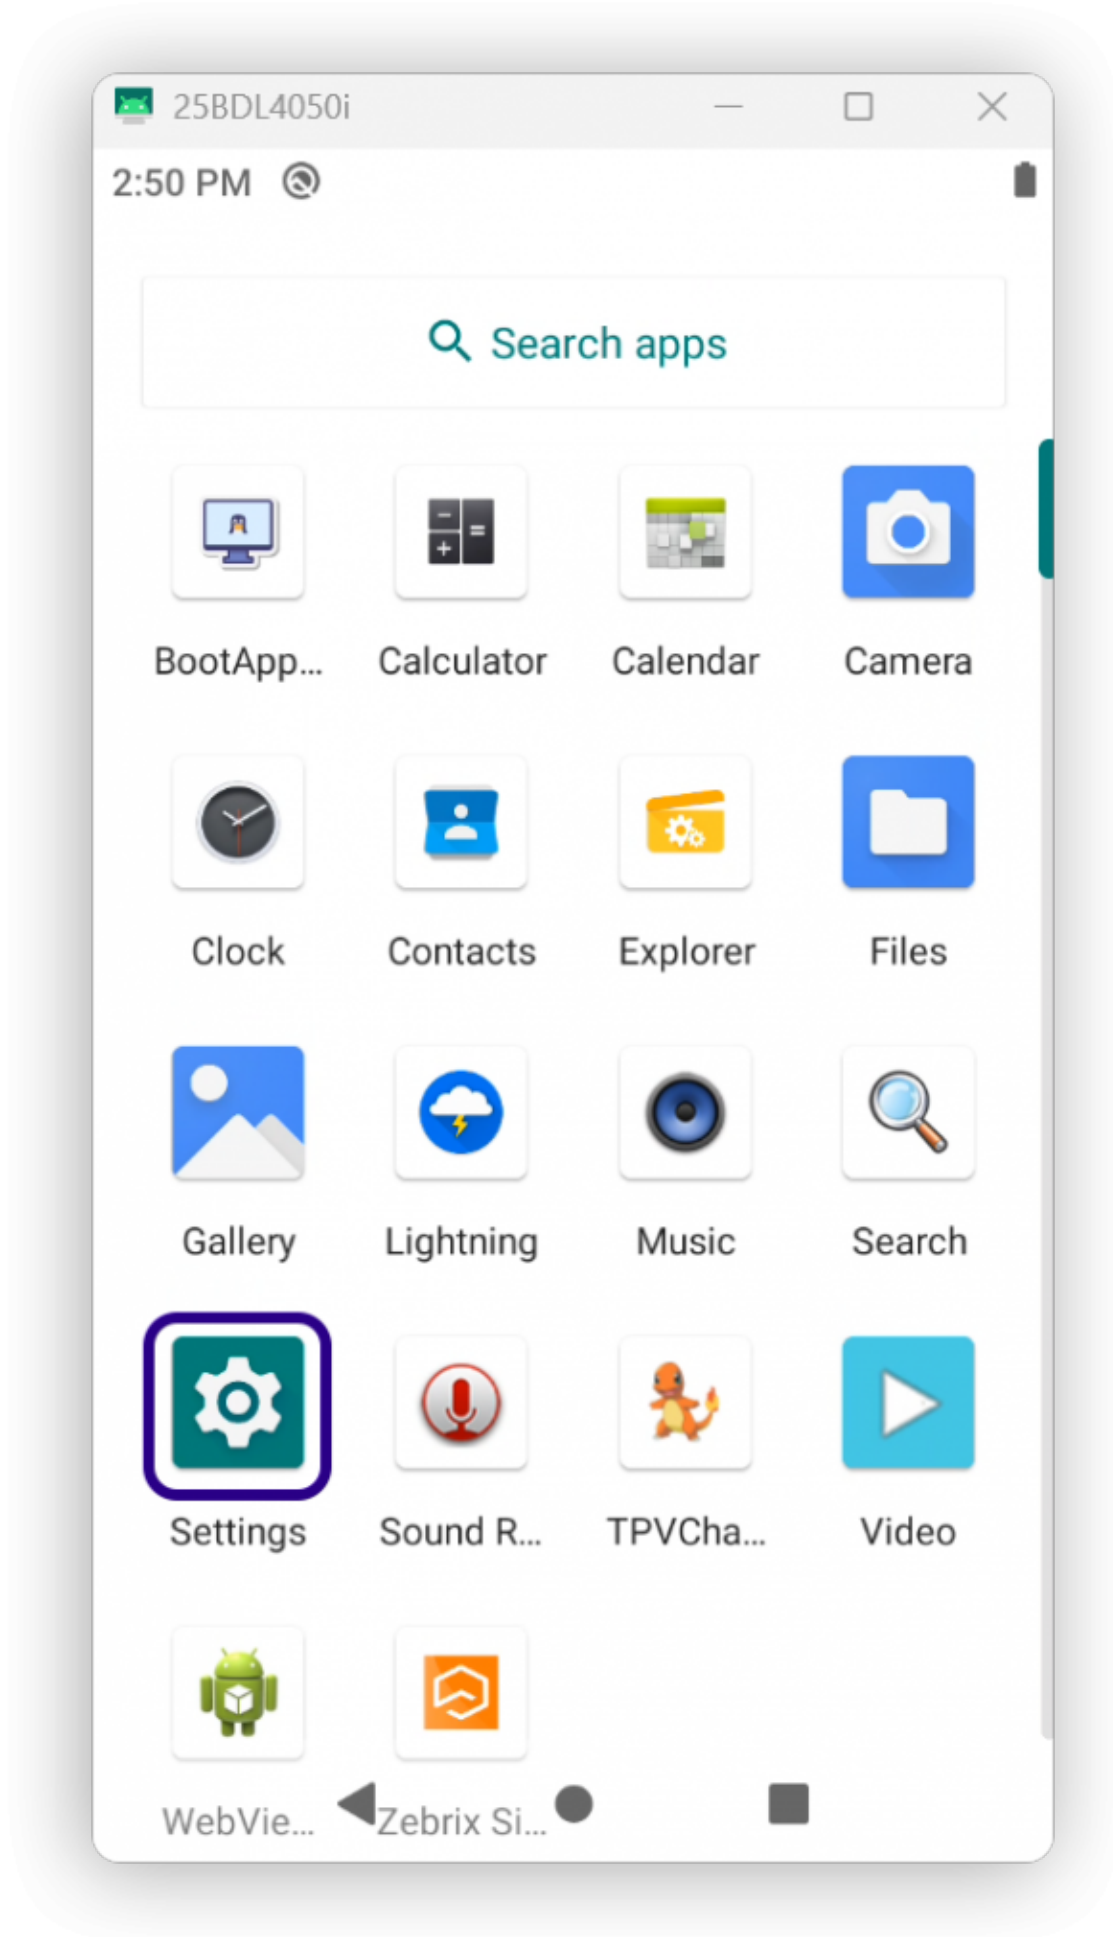 25BDL4050i
2:50 PM
Search apps
BootApp... Calculator Calendar Camera
Clock Contacts Explorer Files
Gallery Lightning Music Search
Settings Sound R... TPVCha... Video
WebVie... Zebrix Si...